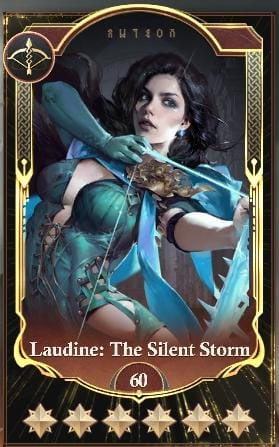 Laudine: The Silent Storm
60